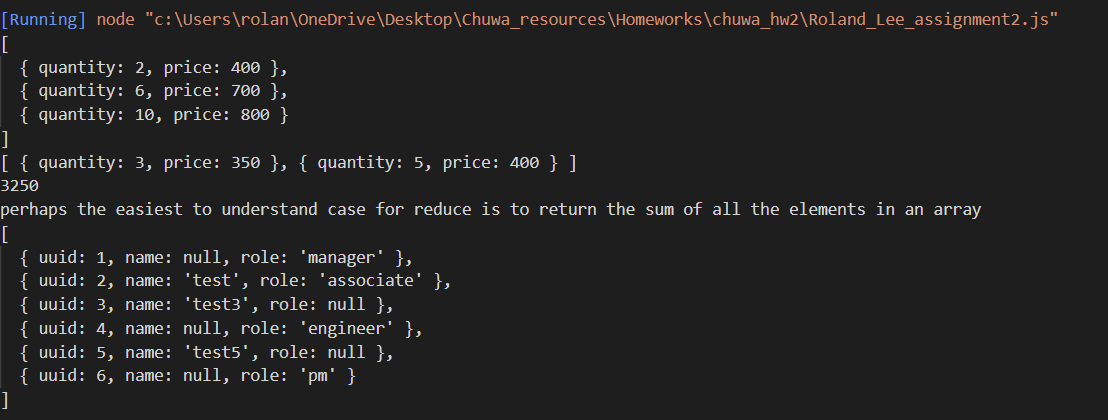 [Running] node "c:\Users\rolan\OneDrive\Desktop\Chuwa_resources\Homeworks\chuwa_hw2\Roland_Lee_assignment2.js"
[
  { quantity: 2, price: 400 },
  { quantity: 6, price: 700 },
  { quantity: 10, price: 800 }
]
[ { quantity: 3, price: 350 }, { quantity: 5, price: 400 } ]
3250
perhaps the easiest to understand case for reduce is to return the sum of all the elements in an array
[
  { uuid: 1, name: null, role: 'manager' },
  { uuid: 2, name: 'test', role: 'associate' },
  { uuid: 3, name: 'test3', role: null },
  { uuid: 4, name: null, role: 'engineer' },
  { uuid: 5, name: 'test5', role: null },
  { uuid: 6, name: null, role: 'pm' }
]